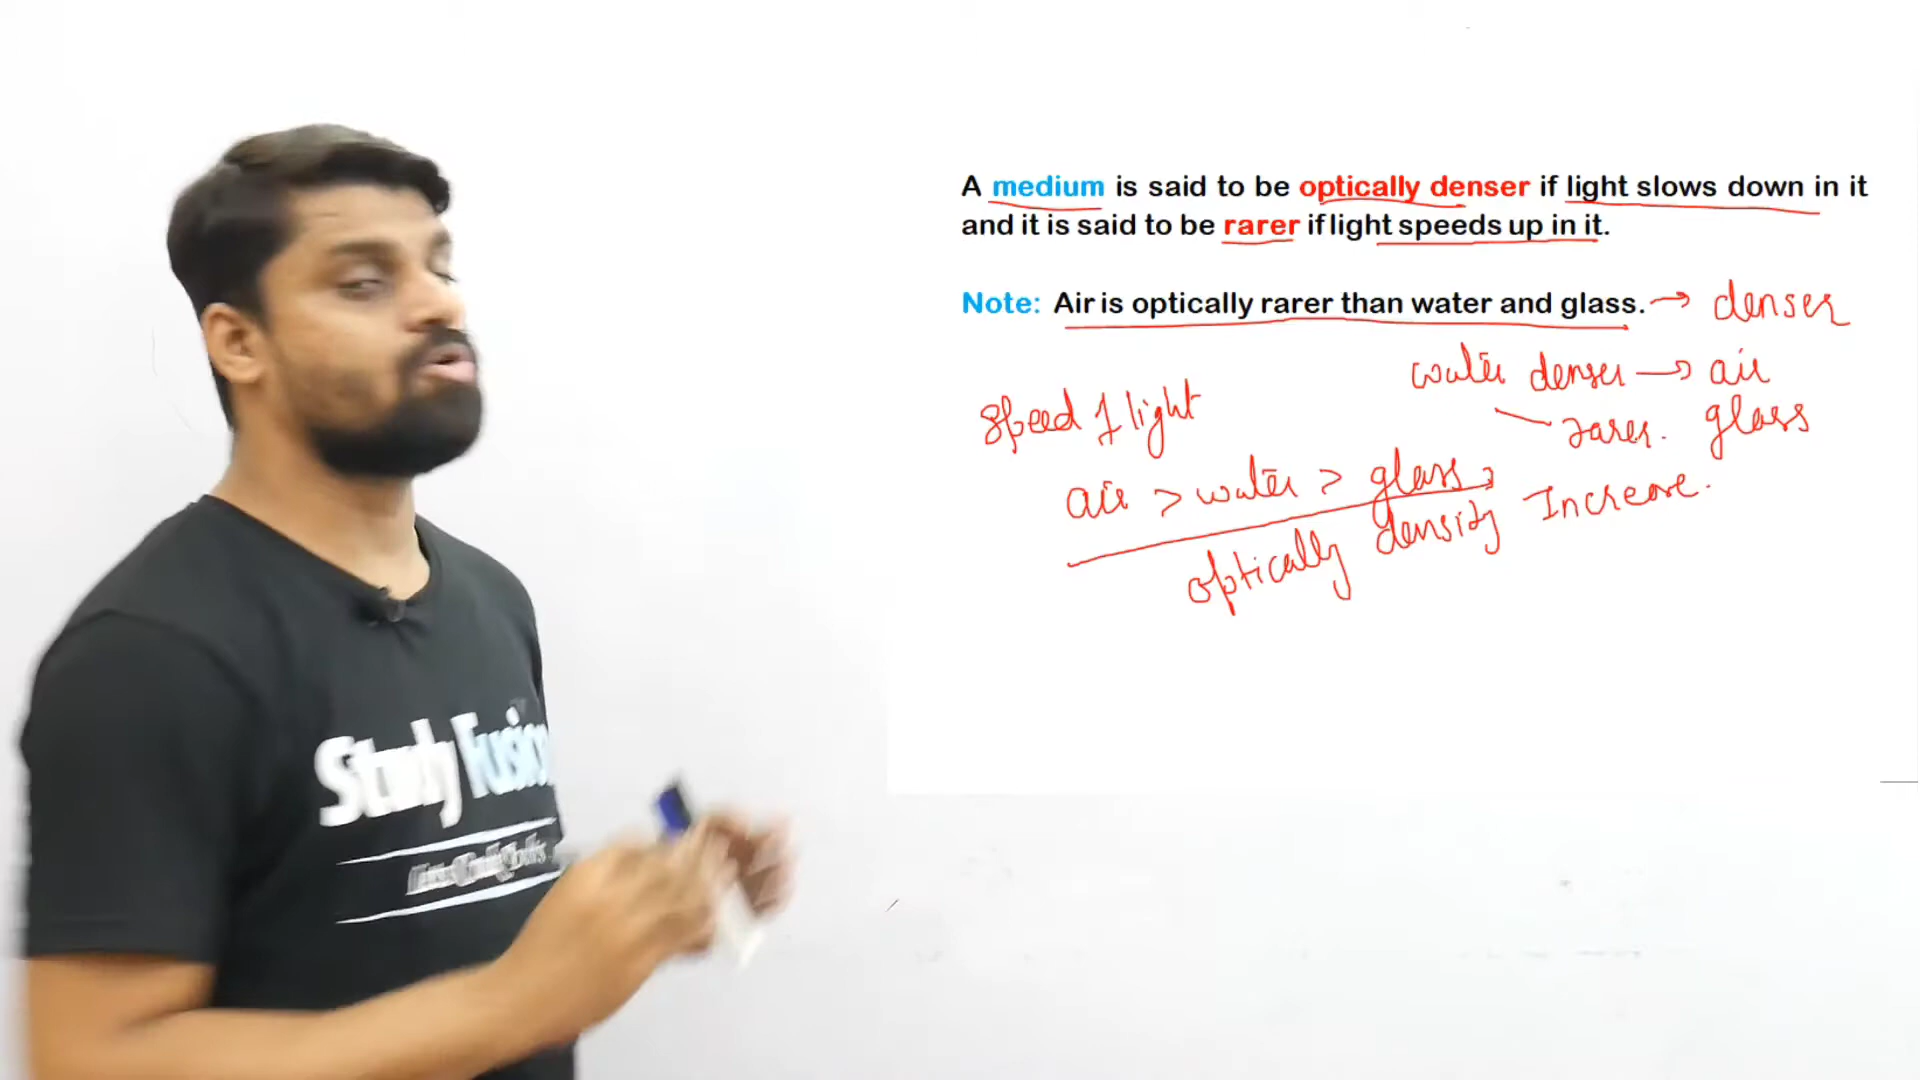 A medium is said to be optically denser if light slows down in it
and it is said to be rarer if light speeds up in it.
Note: Air is optically rarer than water and glass. → denser
water denser → air
rarer. glass
speed of light
air > water > glass
optically density Increase.
Study Fusion